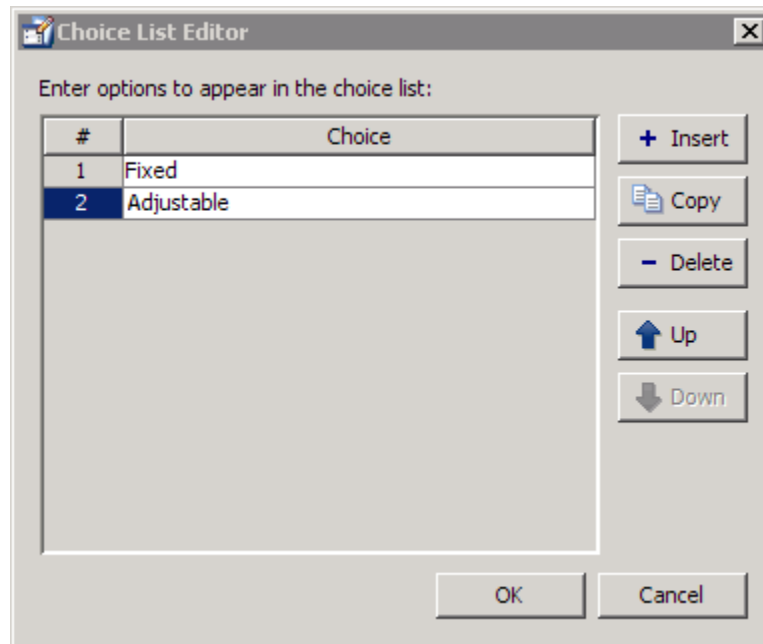 Choice List Editor
Enter options to appear in the choice list:
# Choice
1 Fixed
2 Adjustable
+ Insert
Copy
− Delete
Up
Down
OK Cancel